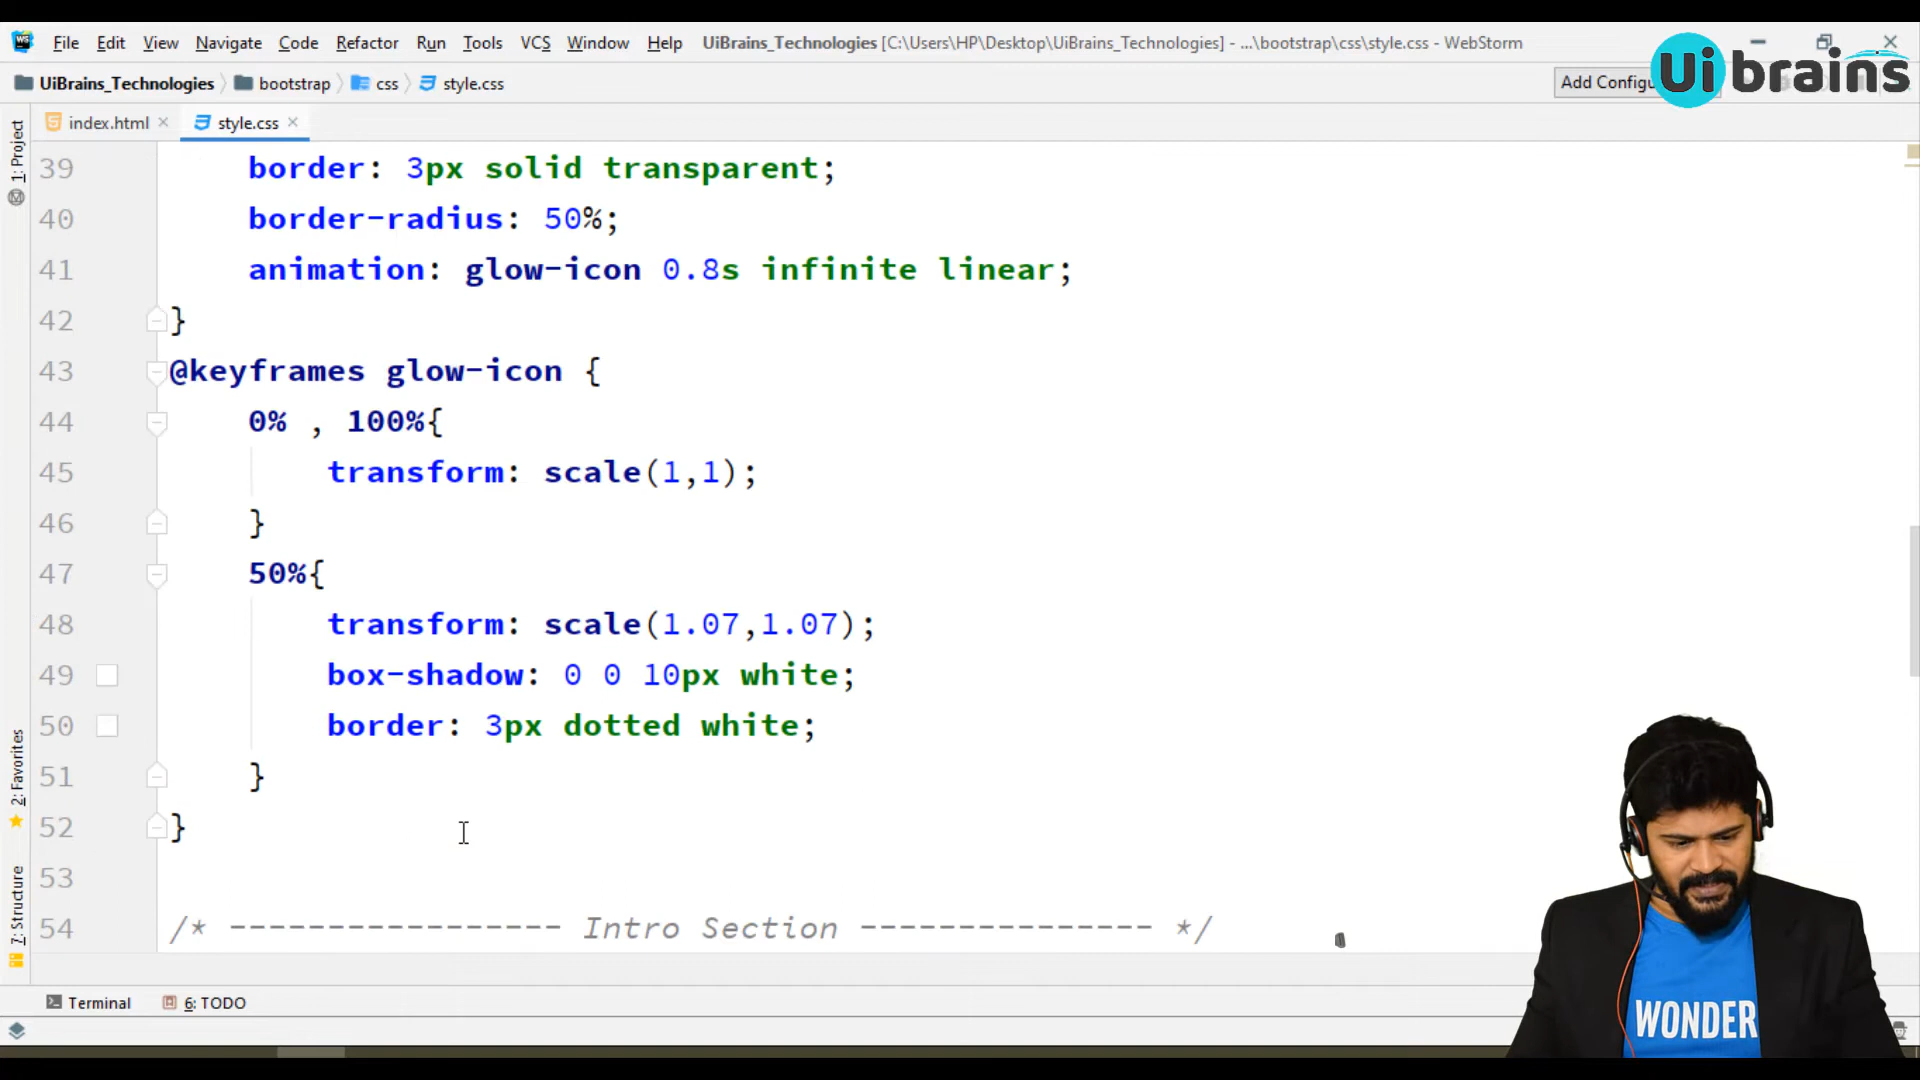 File Edit View Navigate Code Refactor Run Tools VCS Window Help UiBrains_Technologies [C:\Users\HP\Desktop\UiBrains_Technologies] - ...\bootstrap\css\style.css - WebStorm
UiBrains_Technologies bootstrap css style.css
Add Configu
Ui brains
index.html style.css
1: Project
39 border: 3px solid transparent;
40 border-radius: 50%;
41 animation: glow-icon 0.8s infinite linear;
42 }
43 @keyframes glow-icon {
44 0% , 100%{
45 transform: scale(1,1);
46 }
47 50%{
48 transform: scale(1.07,1.07);
49 box-shadow: 0 0 10px white;
50 border: 3px dotted white;
51 }
52 }
53
54 /* ----------------- Intro Section --------------- */
2: Favorites
7: Structure
Terminal 6: TODO
WONDER